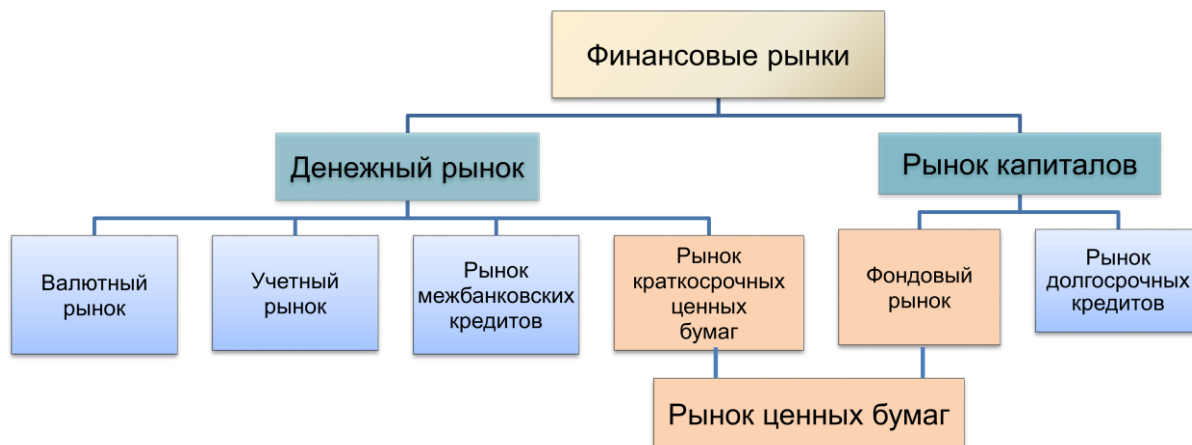 Финансовые рынки
Денежный рынок
Рынок капиталов
Валютный
рынок
Учетный
рынок
Рынок
межбанковских
кредитов
Рынок
краткосрочных
ценных
бумаг
Фондовый
рынок
Рынок
долгосрочных
кредитов
Рынок ценных бумаг